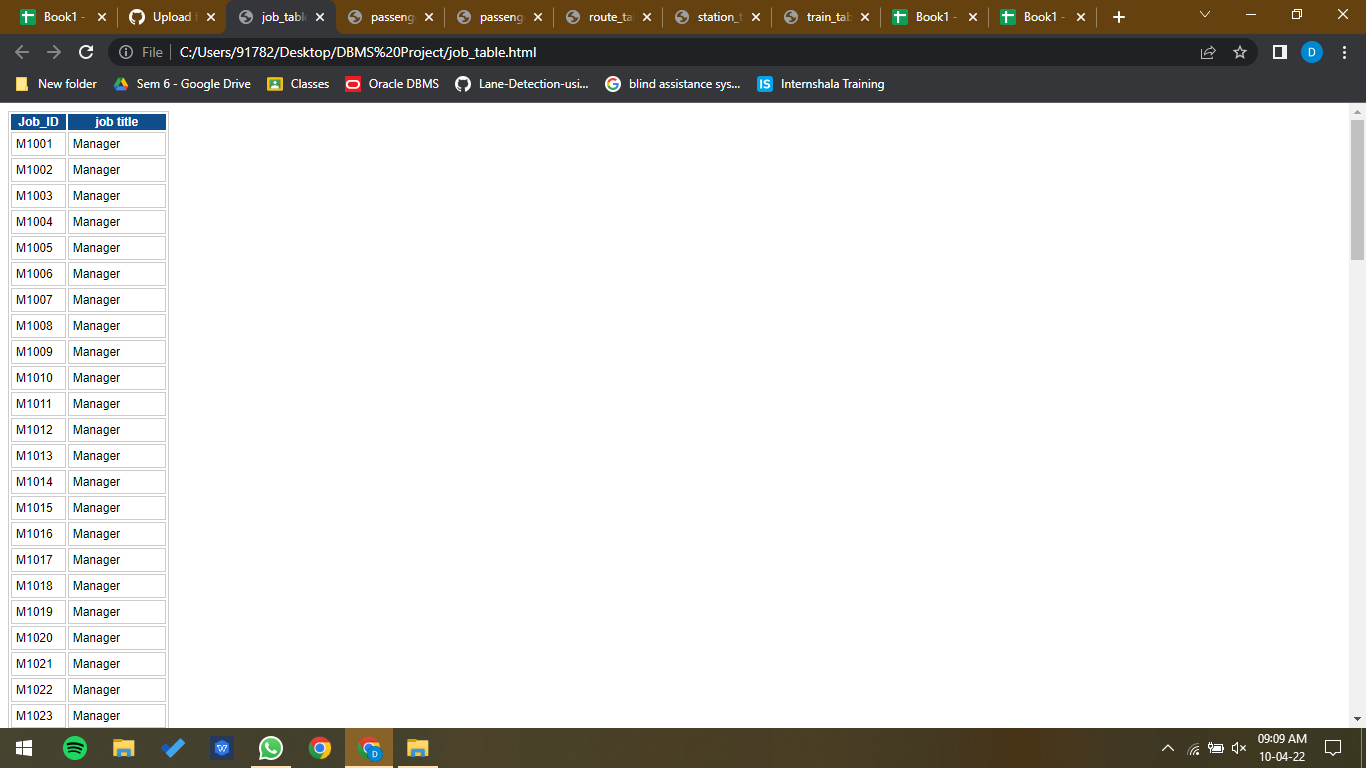 Book1 -
Upload f
job_table
passeng
passeng
route_ta
station_t
train_tab
Book1 -
Book1 -
File
C:/Users/91782/Desktop/DBMS%20Project/job_table.html
D
New folder
Sem 6 - Google Drive
Classes
Oracle DBMS
Lane-Detection-usi...
blind assistance sys...
IS Internshala Training
Job_ID job title
M1001 Manager
M1002 Manager
M1003 Manager
M1004 Manager
M1005 Manager
M1006 Manager
M1007 Manager
M1008 Manager
M1009 Manager
M1010 Manager
M1011 Manager
M1012 Manager
M1013 Manager
M1014 Manager
M1015 Manager
M1016 Manager
M1017 Manager
M1018 Manager
M1019 Manager
M1020 Manager
M1021 Manager
M1022 Manager
M1023 Manager
D
09:09 AM
10-04-22